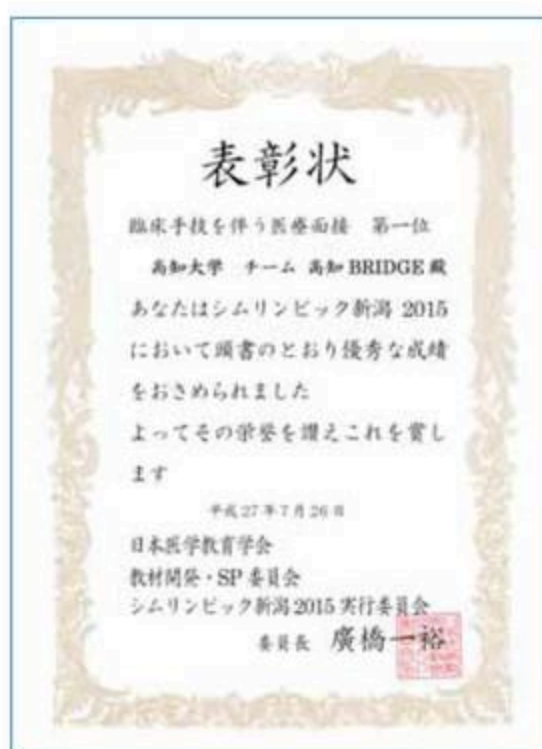 表彰状
臨床手技を伴う医療面接 第一位
高知大学 チーム 高知 BRIDGE 殿
あなたはシムリンピック新潟 2015
において頭書のとおり優秀な成績
をおさめられました
よってその栄誉を讃えこれを賞し
ます
平成27年7月26日
日本医学教育学会
教材開発・SP 委員会
シムリンピック新潟2015 実行委員会
委員長 廣橋一裕